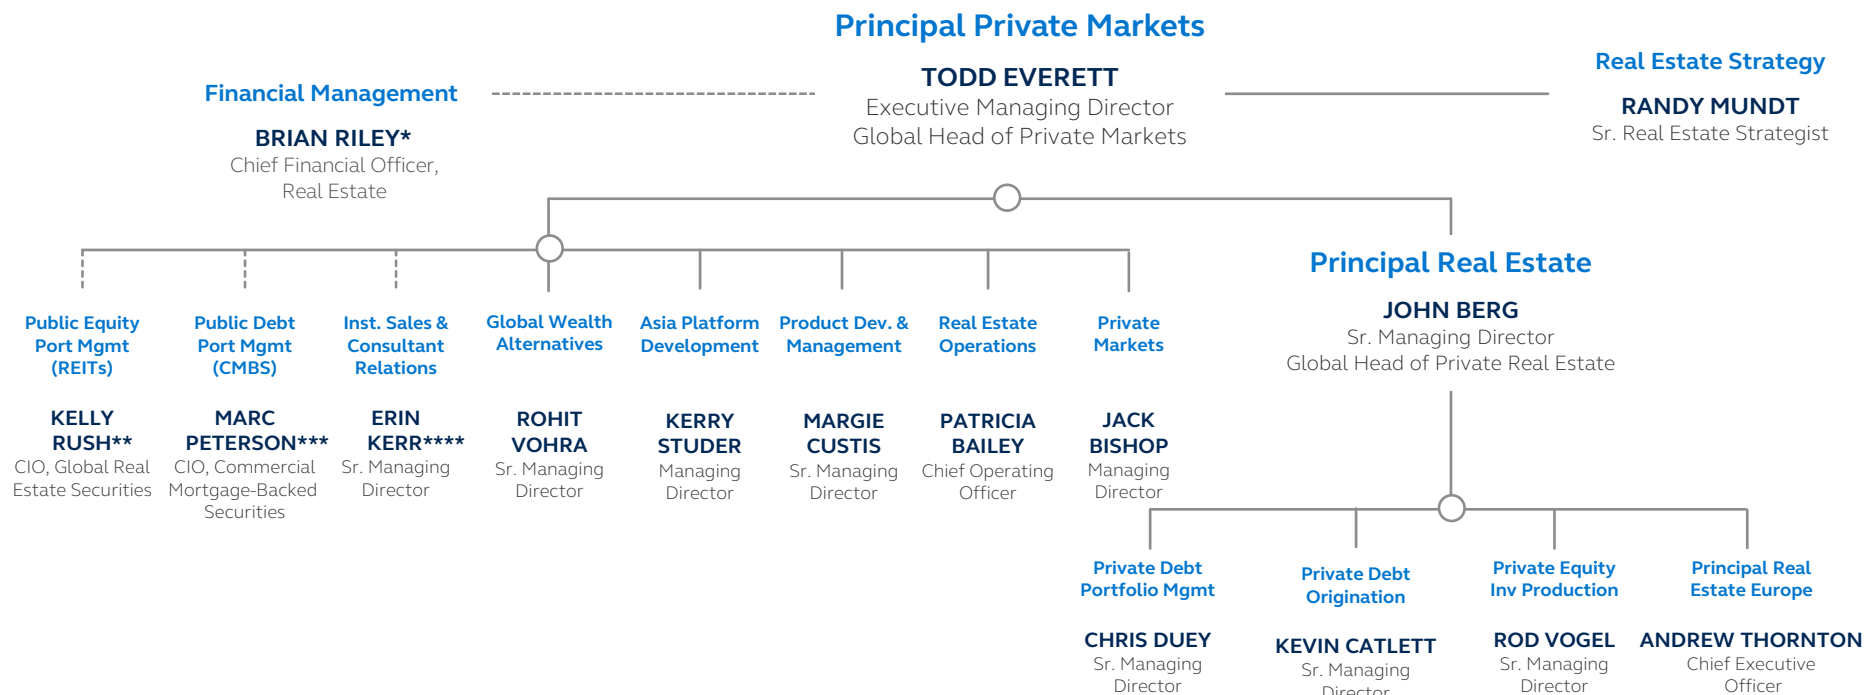 Principal Private Markets
TODD EVERETT
Executive Managing Director
Global Head of Private Markets
Financial Management
BRIAN RILEY*
Chief Financial Officer,
Real Estate
Real Estate Strategy
RANDY MUNDT
Sr. Real Estate Strategist
Public Equity
Port Mgmt
(REITs)
KELLY
RUSH**
CIO, Global Real
Estate Securities
Public Debt
Port Mgmt
(CMBS)
MARC
PETERSON***
CIO, Commercial
Mortgage-Backed
Securities
Inst. Sales &
Consultant
Relations
ERIN
KERR****
Sr. Managing
Director
Global Wealth
Alternatives
ROHIT
VOHRA
Sr. Managing
Director
Asia Platform
Development
KERRY
STUDER
Managing
Director
Product Dev. &
Management
MARGIE
CUSTIS
Sr. Managing
Director
Real Estate
Operations
PATRICIA
BAILEY
Chief Operating
Officer
Private
Markets
JACK
BISHOP
Managing
Director
Principal Real Estate
JOHN BERG
Sr. Managing Director
Global Head of Private Real Estate
Private Debt
Portfolio Mgmt
CHRIS DUEY
Sr. Managing
Director
Private Debt
Origination
KEVIN CATLETT
Sr. Managing
Director
Private Equity
Inv Production
ROD VOGEL
Sr. Managing
Director
Principal Real
Estate Europe
ANDREW THORNTON
Chief Executive
Officer